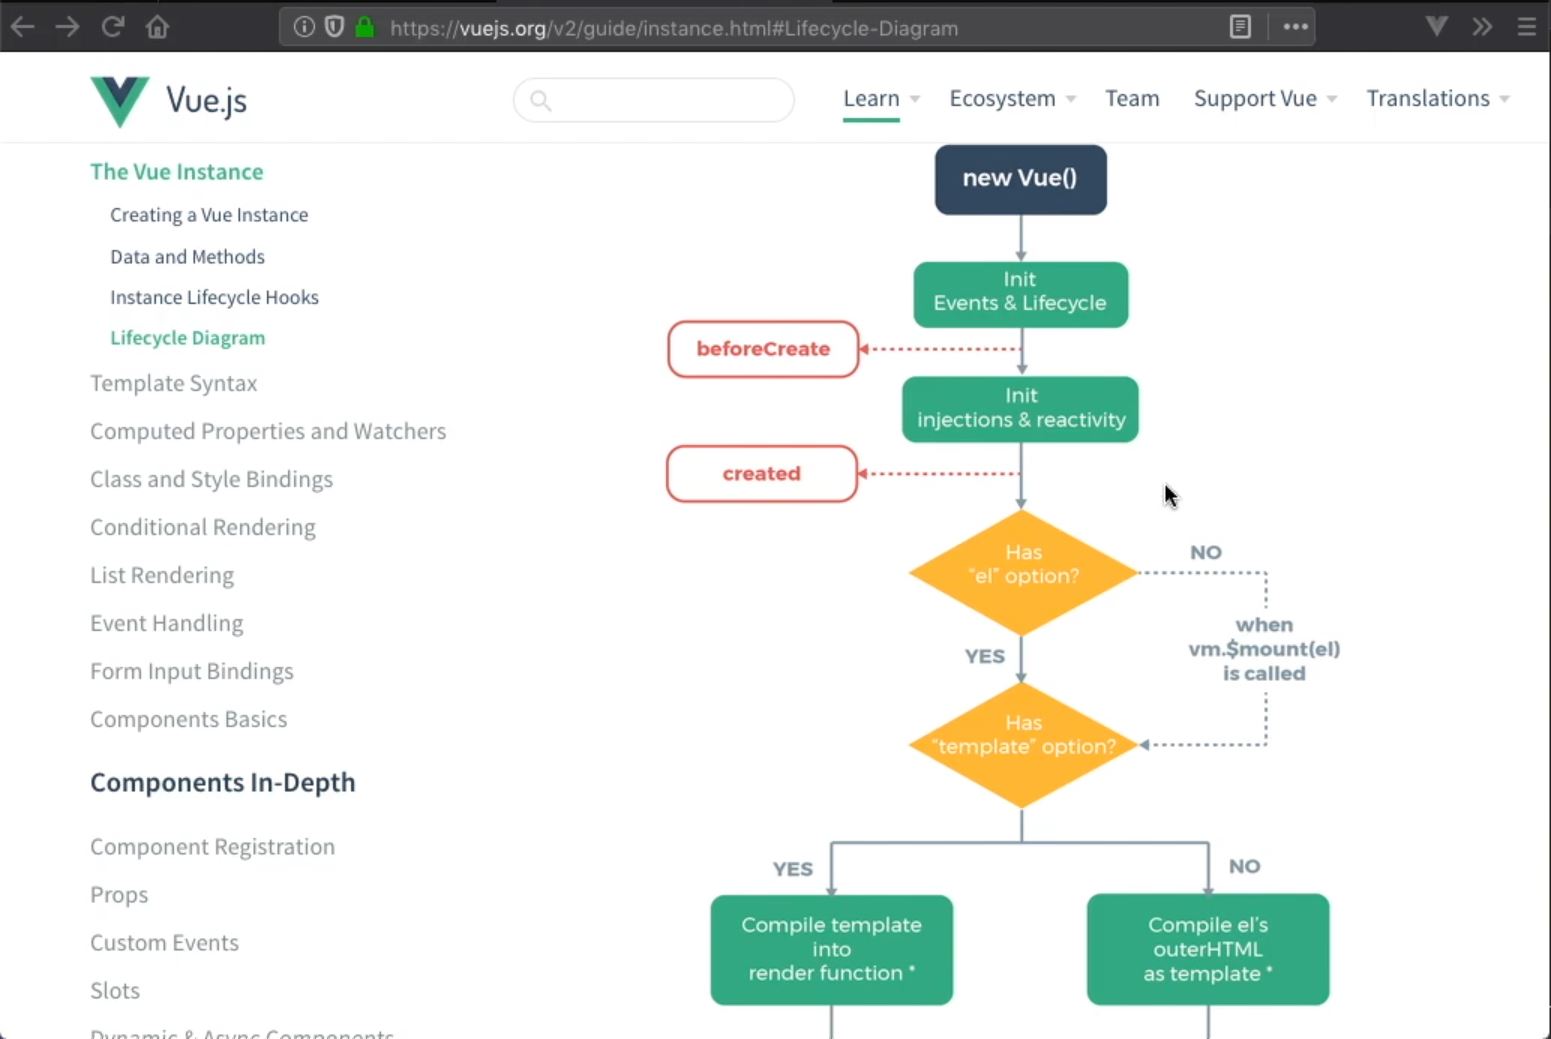 https://vuejs.org/v2/guide/instance.html#Lifecycle-Diagram
Vue.js
Learn
Ecosystem
Team
Support Vue
Translations
The Vue Instance
Creating a Vue Instance
Data and Methods
Instance Lifecycle Hooks
Lifecycle Diagram
Template Syntax
Computed Properties and Watchers
Class and Style Bindings
Conditional Rendering
List Rendering
Event Handling
Form Input Bindings
Components Basics
Components In-Depth
Component Registration
Props
Custom Events
Slots
Dynamic & Async Components
new Vue()
Init
Events & Lifecycle
beforeCreate
Init
injections & reactivity
created
Has
“el” option?
NO
when
vm.$mount(el)
is called
YES
Has
“template” option?
YES
NO
Compile template
into
render function *
Compile el’s
outerHTML
as template *